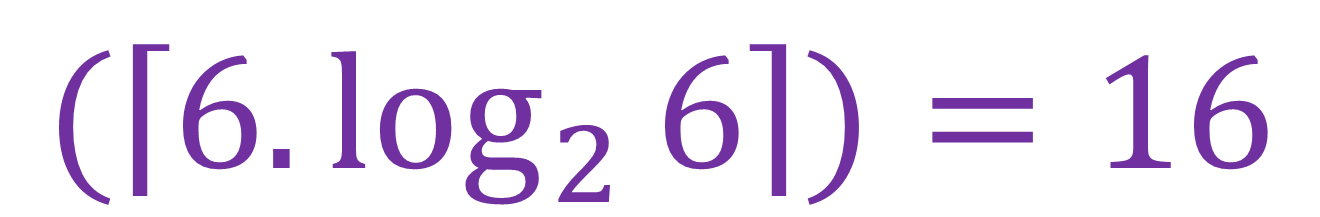 (⌈6.log₂ 6⌉) = 16